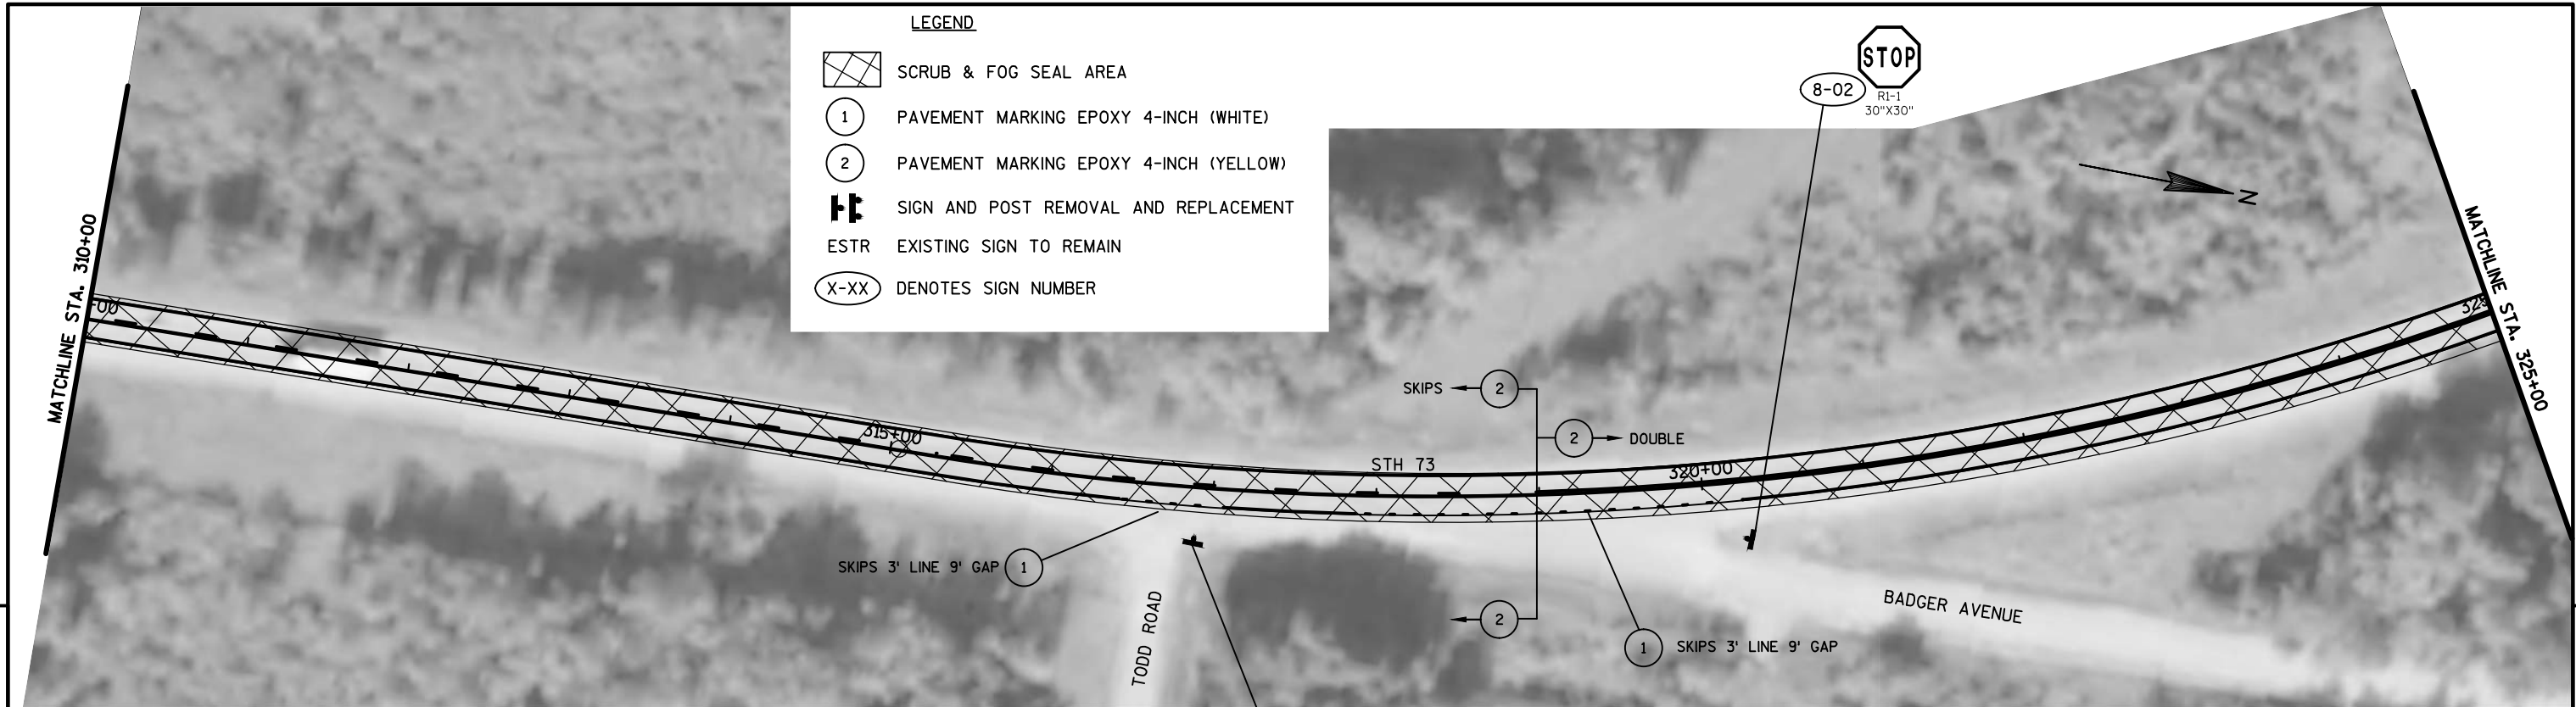 LEGEND
SCRUB & FOG SEAL AREA
1 PAVEMENT MARKING EPOXY 4-INCH (WHITE)
2 PAVEMENT MARKING EPOXY 4-INCH (YELLOW)
SIGN AND POST REMOVAL AND REPLACEMENT
ESTR EXISTING SIGN TO REMAIN
X-XX DENOTES SIGN NUMBER
STOP
8-02
R1-1
30"X30"
N
MATCHLINE STA. 310+00
+00
315+00
STH 73
320+00
325
MATCHLINE STA. 325+00
SKIPS 2
2 DOUBLE
2
SKIPS 3' LINE 9' GAP 1
1 SKIPS 3' LINE 9' GAP
TODD ROAD
BADGER AVENUE